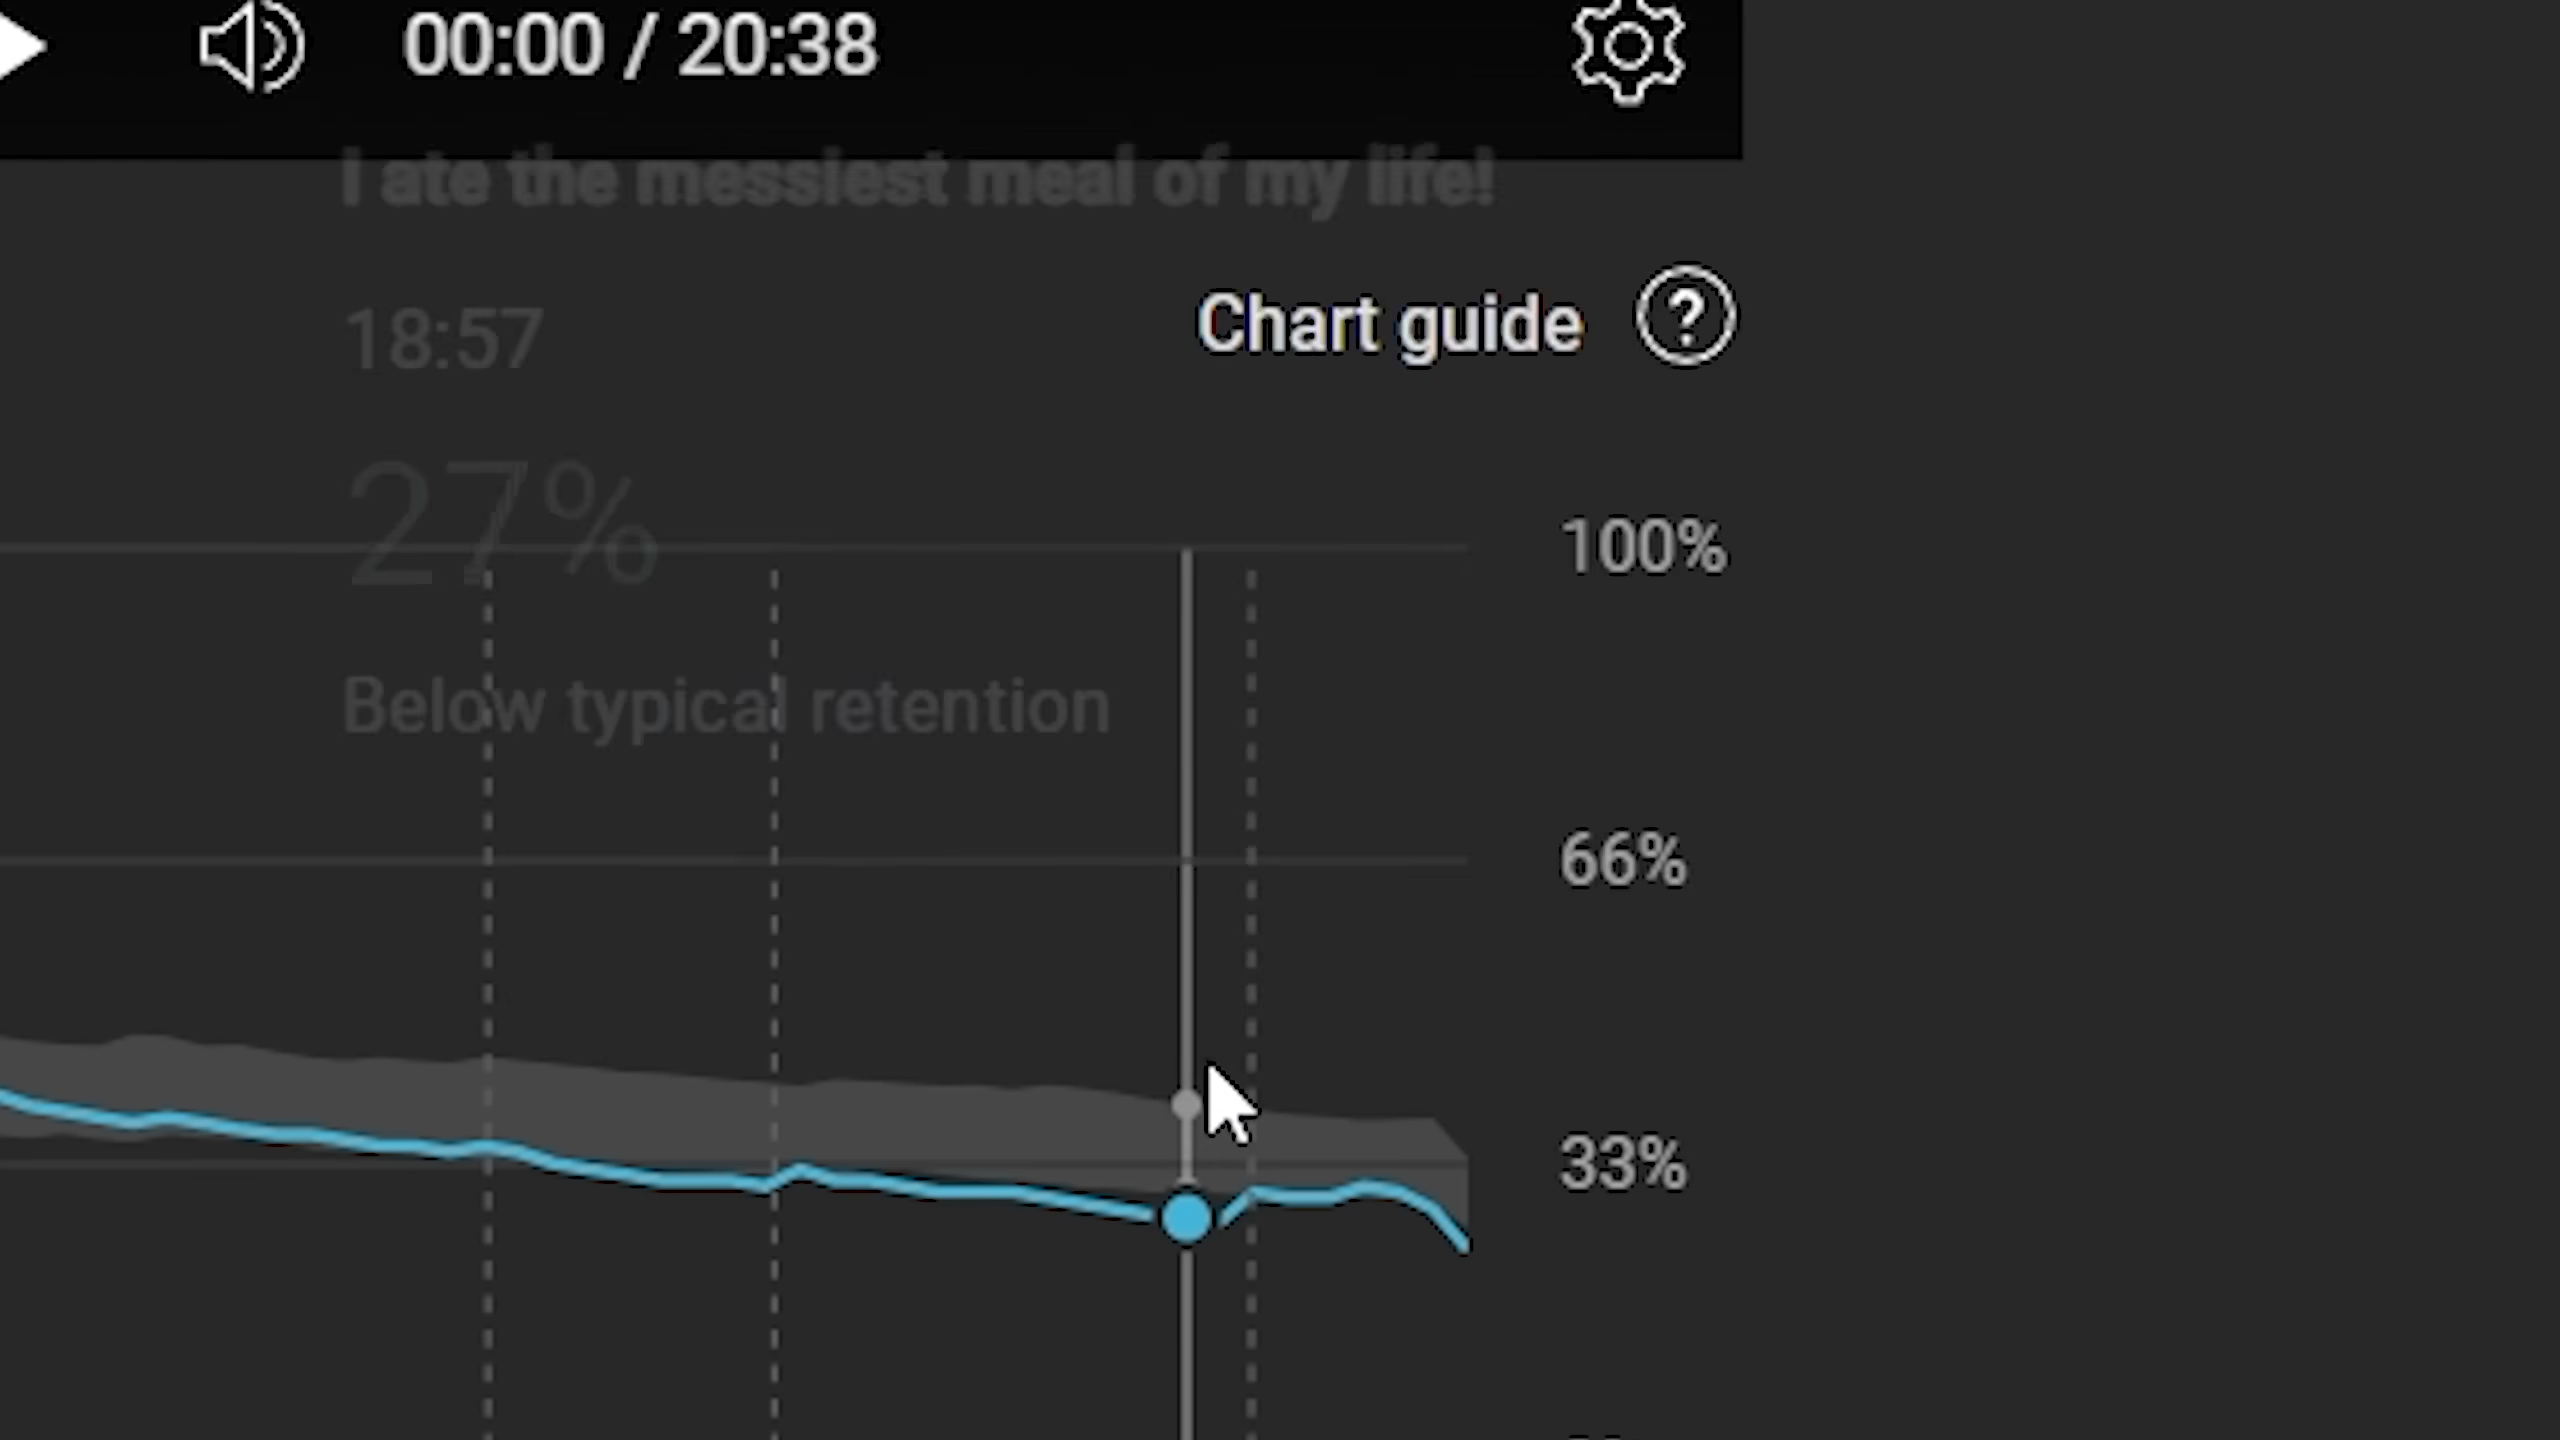 00:00 / 20:38
I ate the messiest meal of my life!
18:57
Chart guide
27%
100%
Below typical retention
66%
33%